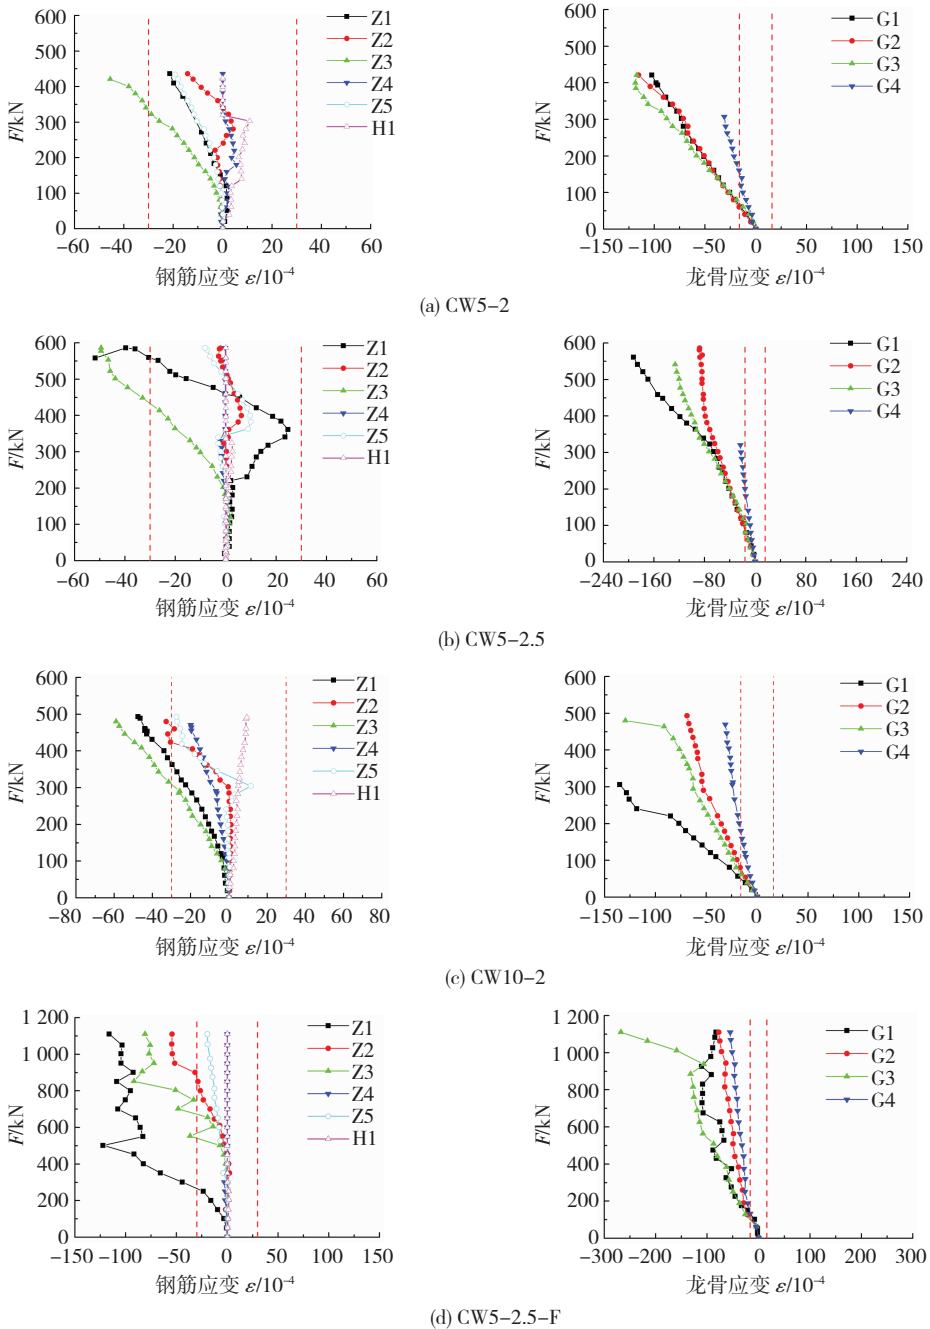 600
500
400
300
200
100
0
F/kN
−60 −40 −20 0 20 40 60
钢筋应变 ε/10⁻⁴
Z1
Z2
Z3
Z4
Z5
H1
600
500
400
300
200
100
0
F/kN
−150 −100 −50 0 50 100 150
龙骨应变 ε/10⁻⁴
G1
G2
G3
G4
(a) CW5−2
600
500
400
300
200
100
0
F/kN
−60 −40 −20 0 20 40 60
钢筋应变 ε/10⁻⁴
Z1
Z2
Z3
Z4
Z5
H1
600
500
400
300
200
100
0
F/kN
−240 −160 −80 0 80 160 240
龙骨应变 ε/10⁻⁴
G1
G2
G3
G4
(b) CW5−2.5
600
500
400
300
200
100
0
F/kN
−80 −60 −40 −20 0 20 40 60 80
钢筋应变 ε/10⁻⁴
Z1
Z2
Z3
Z4
Z5
H1
600
500
400
300
200
100
0
F/kN
−150 −100 −50 0 50 100 150
龙骨应变 ε/10⁻⁴
G1
G2
G3
G4
(c) CW10−2
1 200
1 000
800
600
400
200
0
F/kN
−150 −100 −50 0 50 100 150
钢筋应变 ε/10⁻⁴
Z1
Z2
Z3
Z4
Z5
H1
1 200
1 000
800
600
400
200
0
F/kN
−300 −200 −100 0 100 200 300
龙骨应变 ε/10⁻⁴
G1
G2
G3
G4
(d) CW5−2.5−F